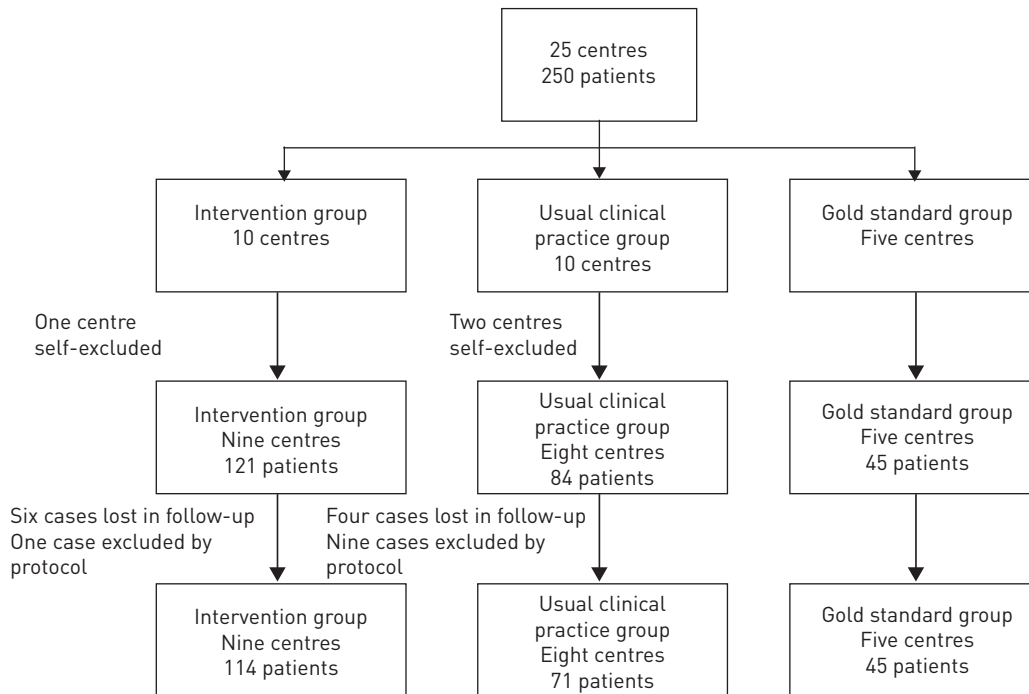 25 centres
250 patients
Intervention group
10 centres
Usual clinical
practice group
10 centres
Gold standard group
Five centres
One centre
self-excluded
Two centres
self-excluded
Intervention group
Nine centres
121 patients
Usual clinical
practice group
Eight centres
84 patients
Gold standard group
Five centres
45 patients
Six cases lost in follow-up
One case excluded by
protocol
Four cases lost in follow-up
Nine cases excluded by
protocol
Intervention group
Nine centres
114 patients
Usual clinical
practice group
Eight centres
71 patients
Gold standard group
Five centres
45 patients